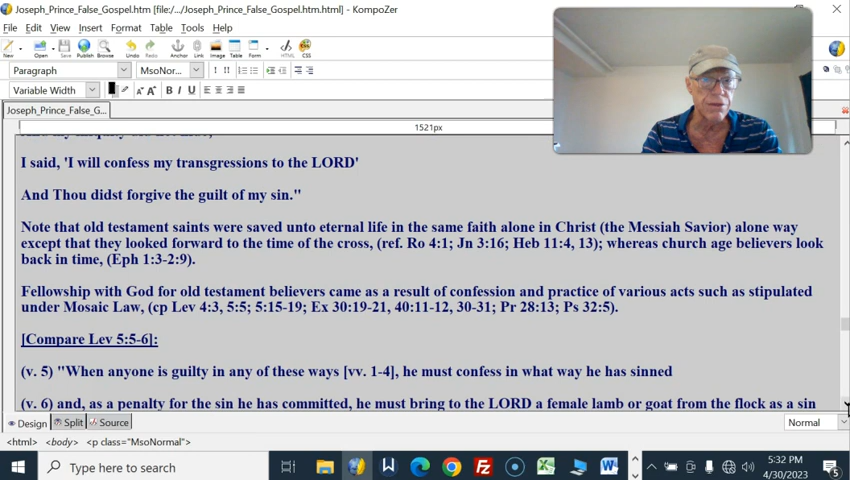 Joseph_Prince_False_Gospel.htm [file:/.../Joseph_Prince_False_Gospel.htm.html] - KompoZer
File Edit View Insert Format Table Tools Help
New Open Save Publish Browse Undo Redo Anchor Link Image Table Form HTML CSS
Paragraph MsoNor...
Variable Width A A B I U
Joseph_Prince_False_G...
1521px
I said, 'I will confess my transgressions to the LORD'
And Thou didst forgive the guilt of my sin."
Note that old testament saints were saved unto eternal life in the same faith alone in Christ (the Messiah Savior) alone way
except that they looked forward to the time of the cross, (ref. Ro 4:1; Jn 3:16; Heb 11:4, 13); whereas church age believers look
back in time, (Eph 1:3-2:9).
Fellowship with God for old testament believers came as a result of confession and practice of various acts such as stipulated
under Mosaic Law, (cp Lev 4:3, 5:5; 5:15-19; Ex 30:19-21, 40:11-12, 30-31; Pr 28:13; Ps 32:5).
[Compare Lev 5:5-6]:
(v. 5) "When anyone is guilty in any of these ways [vv. 1-4], he must confess in what way he has sinned
(v. 6) and, as a penalty for the sin he has committed, he must bring to the LORD a female lamb or goat from the flock as a sin
Design Split Source Normal
<html> <body> <p class="MsoNormal">
Type here to search
5:32 PM
4/30/2023
5